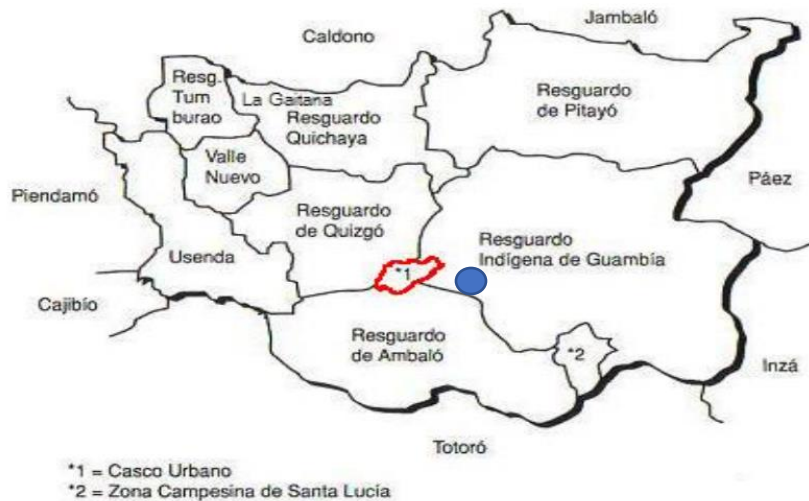 Jambaló
Caldono
Resg.
Tum
burao
La Gaitana
Resguardo
Quichaya
Resguardo
de Pitayó
Valle
Nuevo
Páez
Piendamó
Resguardo
de Quizgó
Resguardo
Indígena de Guambía
Usenda
*1
Cajibío
Resguardo
de Ambaló
*2
Inzá
Totoró
*1 = Casco Urbano
*2 = Zona Campesina de Santa Lucía